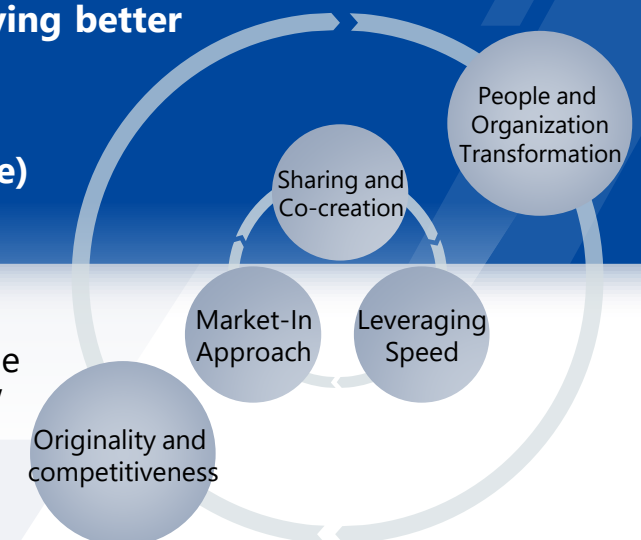 ving better
People and
Organization
Transformation
e)
Sharing and
Co-creation
Market-In
Approach
Leveraging
Speed
e
Originality and
competitiveness